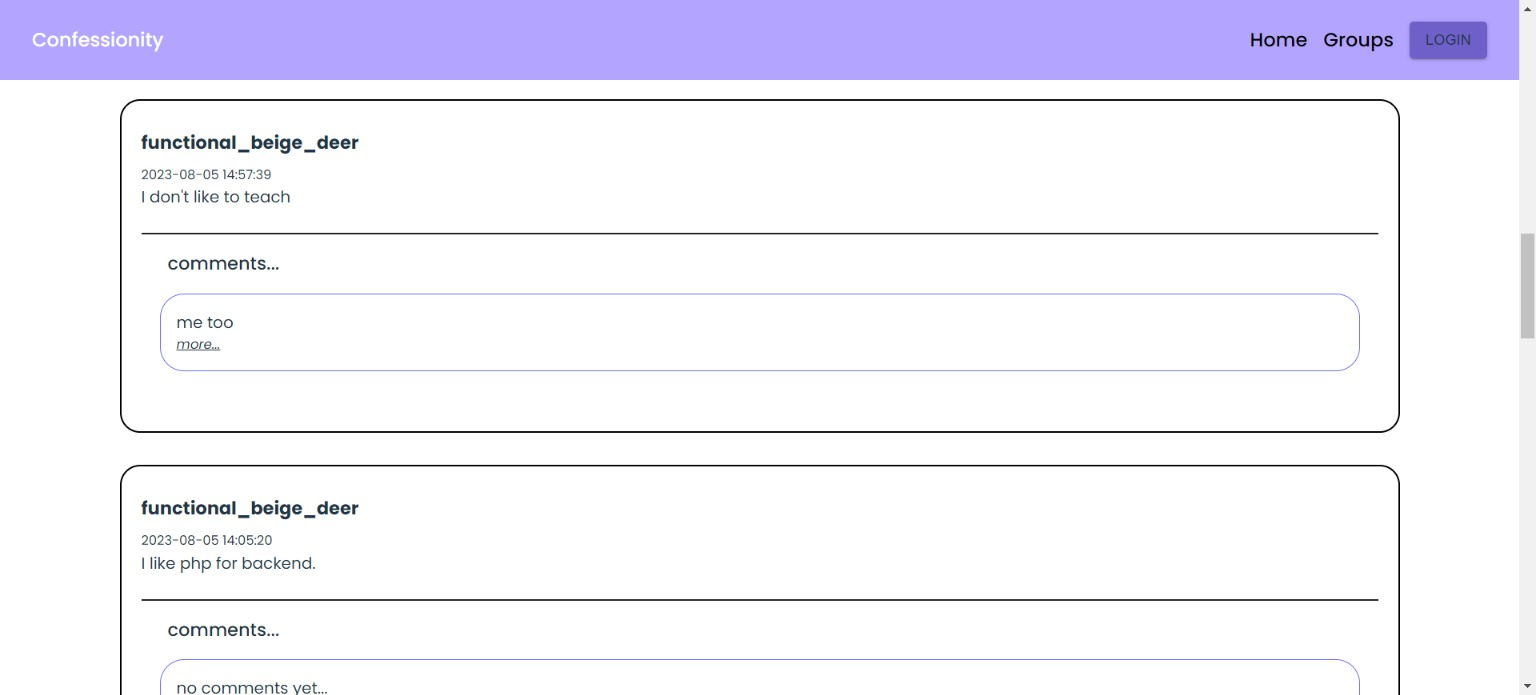 Confessionity
Home Groups LOGIN
functional_beige_deer
2023-08-05 14:57:39
I don't like to teach
comments...
me too
more...
functional_beige_deer
2023-08-05 14:05:20
I like php for backend.
comments...
no comments yet...